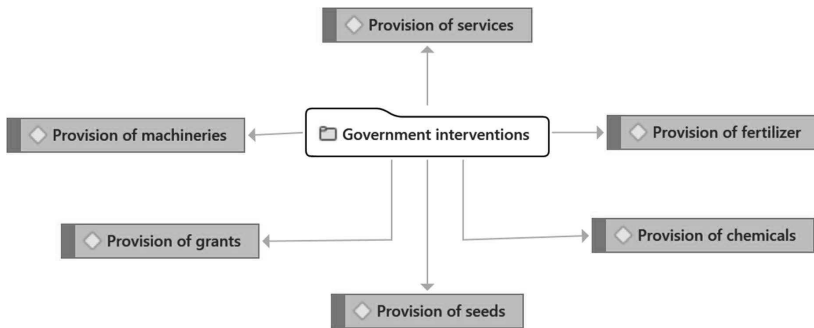 Provision of services
Provision of machineries
Government interventions
Provision of fertilizer
Provision of grants
Provision of chemicals
Provision of seeds